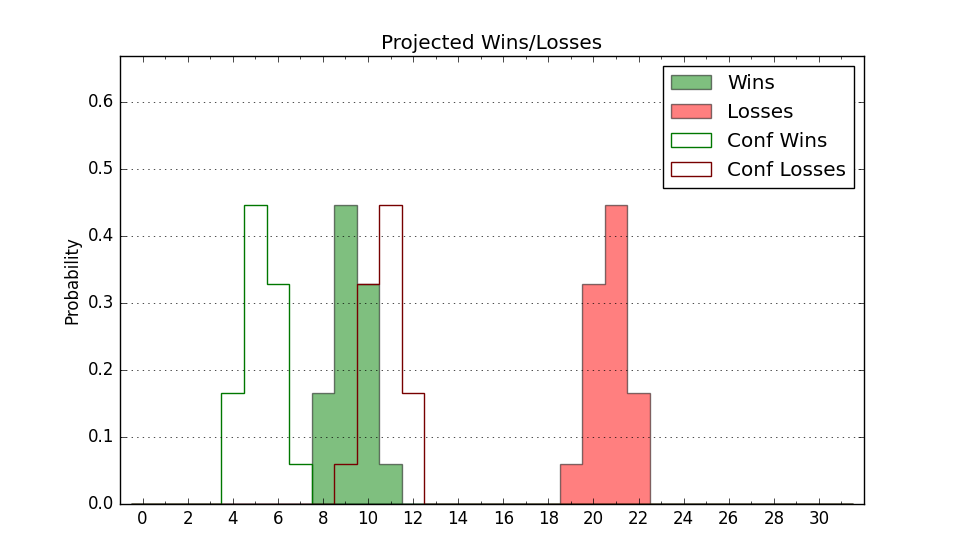 Projected Wins/Losses
Wins
Losses
Conf Wins
Conf Losses
Probability
0.6
0.5
0.4
0.3
0.2
0.1
0.0
0 2 4 6 8 10 12 14 16 18 20 22 24 26 28 30